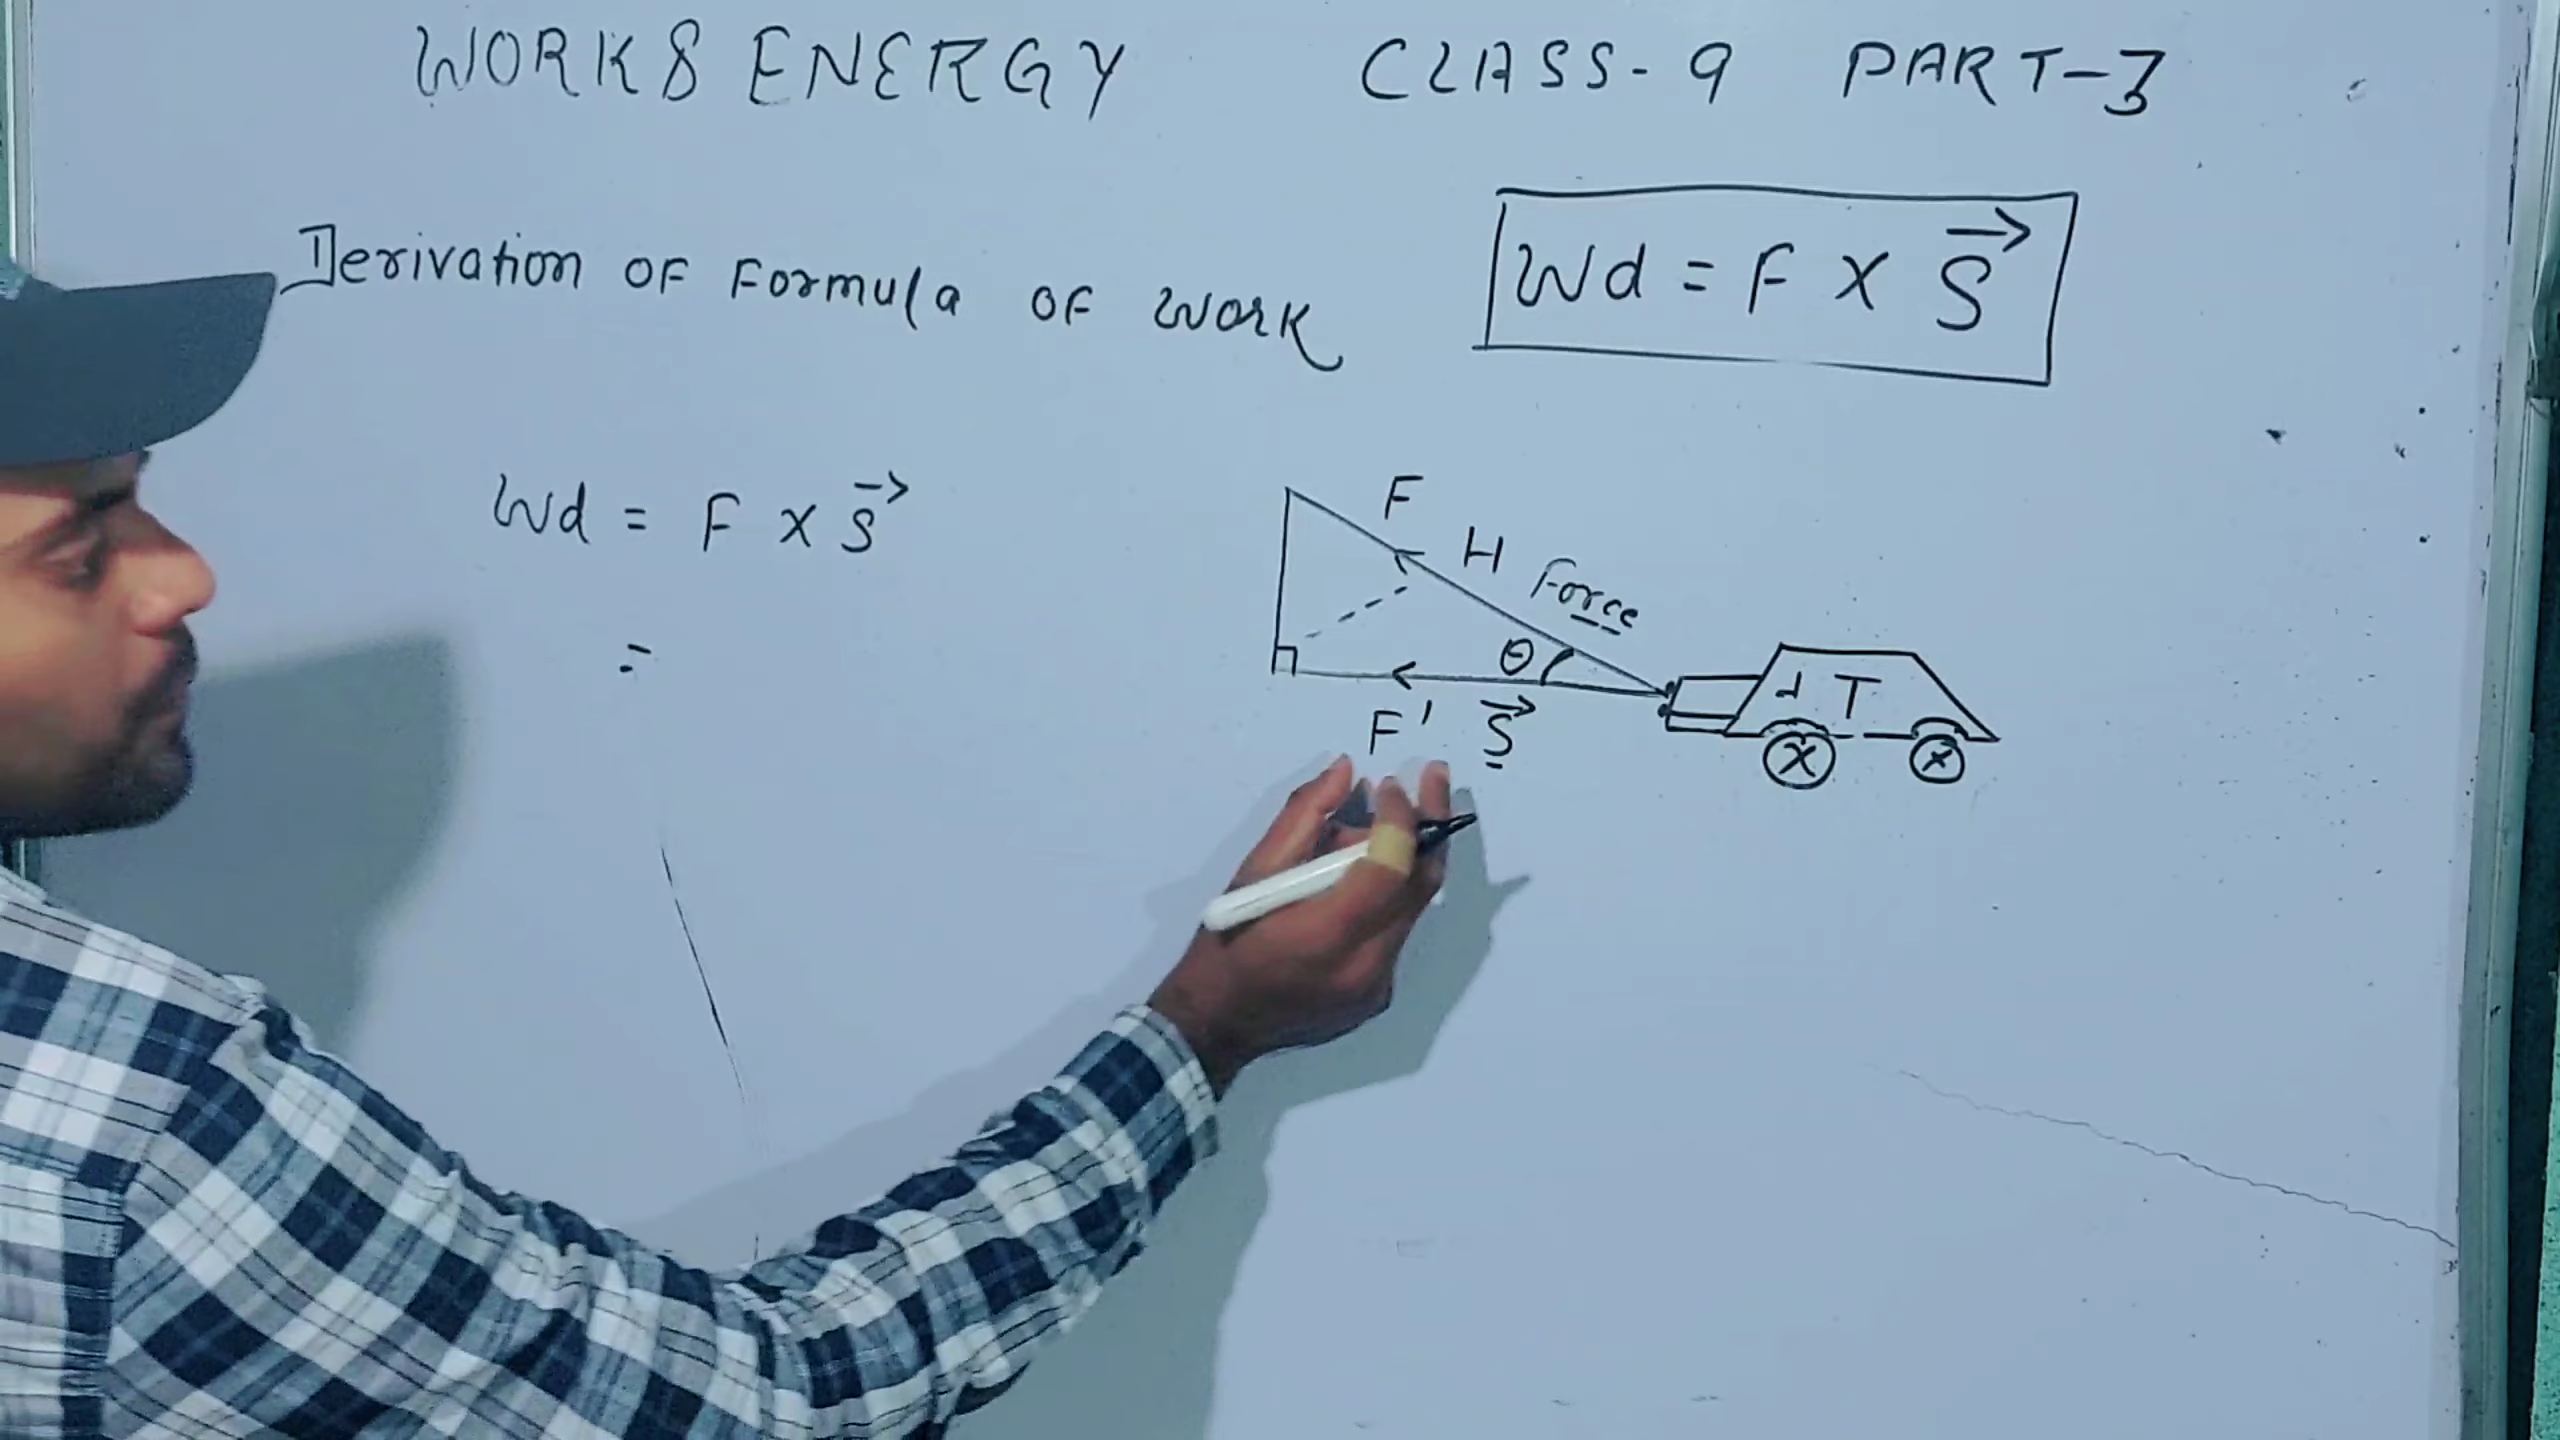 WORK & ENERGY CLASS-9 PART-3
Derivation OF Formula OF Work
Wd = F × S→
Wd = F × S→
=
F
H Force
θ
F' S→
T